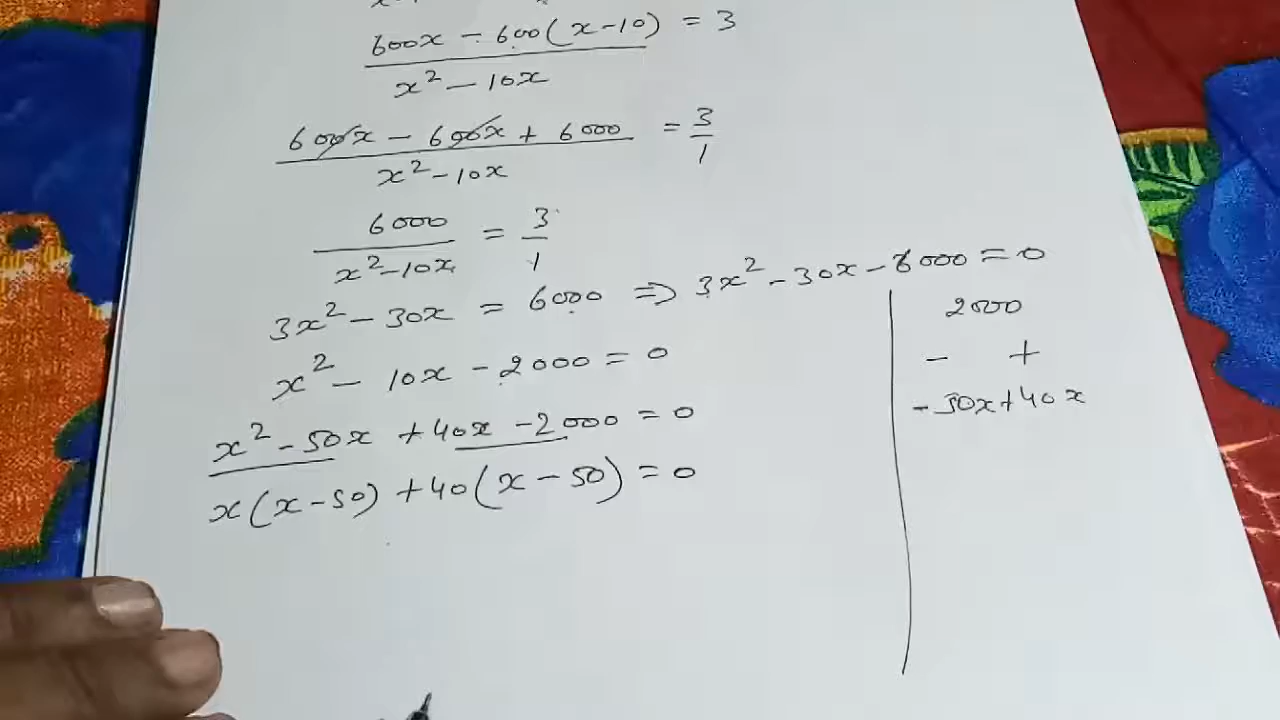 600x - 600(x-10) = 3
x² - 10x
600x - 600x + 6000 = 3
x² - 10x 1
6000 = 3
x² - 10x 1
3x² - 30x = 6000 ⇒ 3x² - 30x - 6000 = 0
x² - 10x - 2000 = 0
x² - 50x + 40x - 2000 = 0
x(x-50) + 40(x-50) = 0
2000
- +
- 50x + 40x